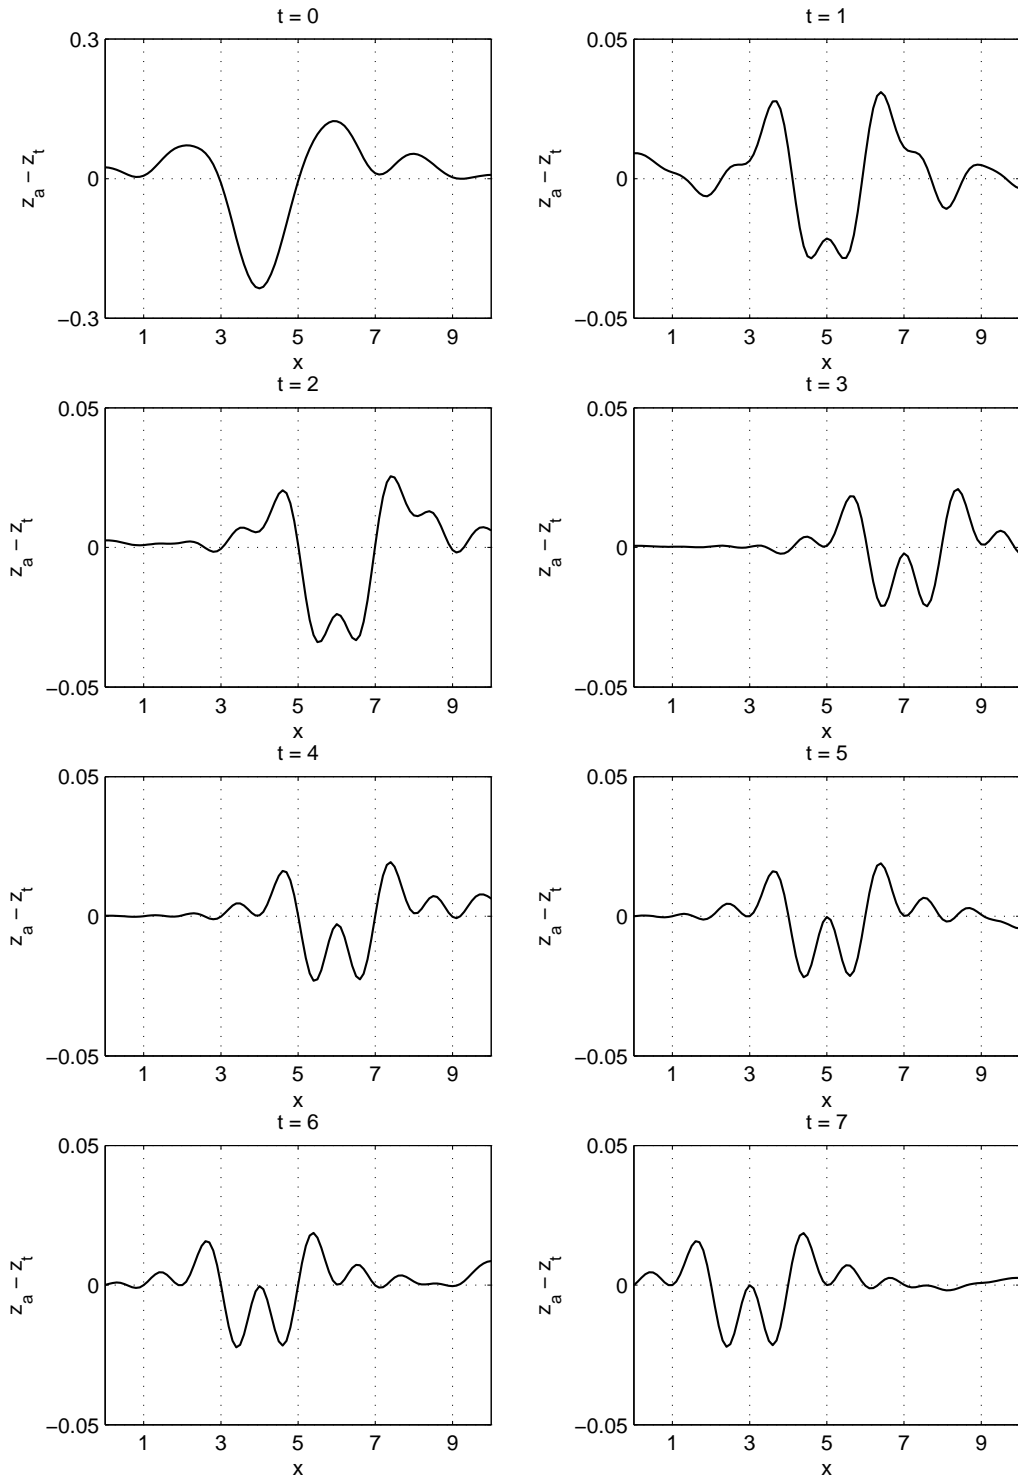 t = 0
0.3
0
−0.3
z_a − z_t
1 3 5 7 9
x
t = 1
0.05
0
−0.05
z_a − z_t
1 3 5 7 9
x
t = 2
0.05
0
−0.05
z_a − z_t
1 3 5 7 9
x
t = 3
0.05
0
−0.05
z_a − z_t
1 3 5 7 9
x
t = 4
0.05
0
−0.05
z_a − z_t
1 3 5 7 9
x
t = 5
0.05
0
−0.05
z_a − z_t
1 3 5 7 9
x
t = 6
0.05
0
−0.05
z_a − z_t
1 3 5 7 9
x
t = 7
0.05
0
−0.05
z_a − z_t
1 3 5 7 9
x